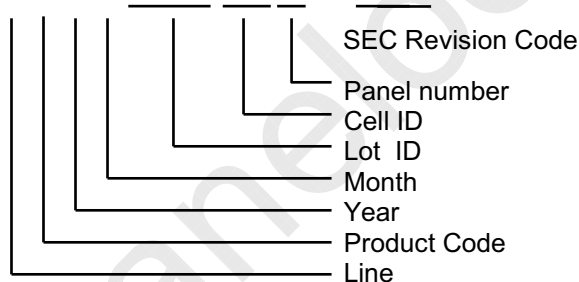 SEC Revision Code
Panel number
Cell ID
Lot ID
Month
Year
Product Code
Line